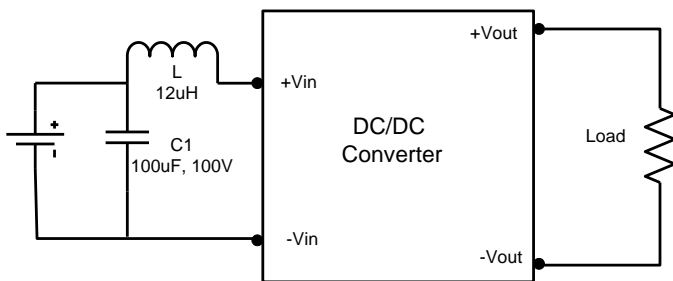 +Vout
L
12uH
+Vin
+
-
C1
100uF, 100V
DC/DC
Converter
Load
-Vin
-Vout